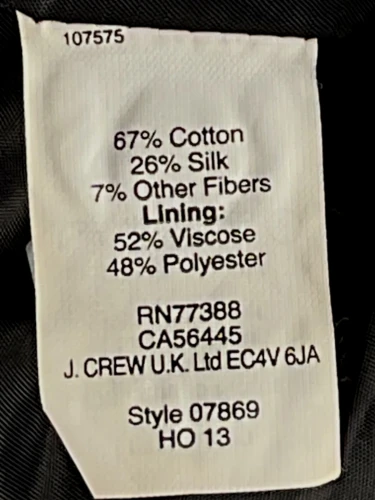 107575
67% Cotton
26% Silk
7% Other Fibers
Lining:
52% Viscose
48% Polyester
RN77388
CA56445
J. CREW U.K. Ltd EC4V 6JA
Style 07869
HO 13